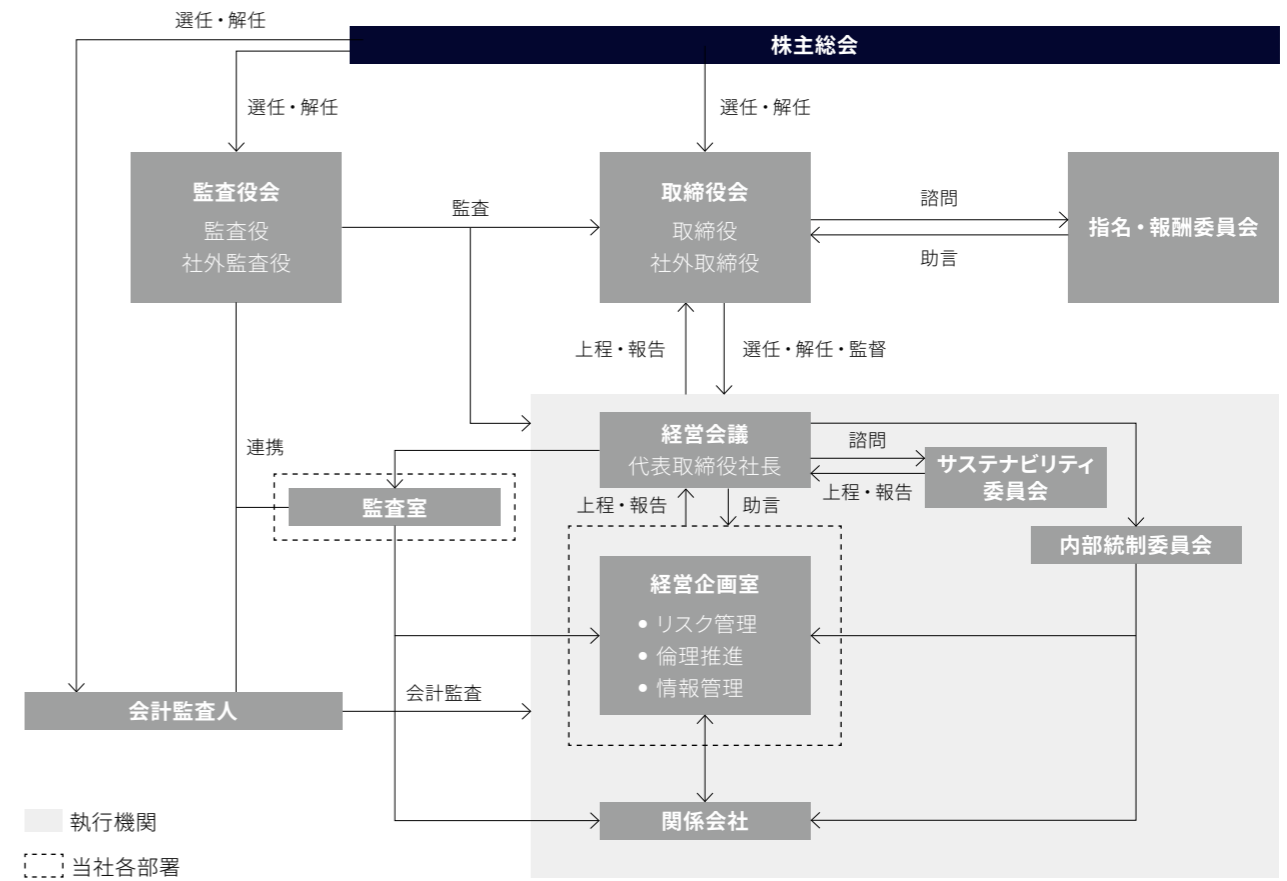 選任・解任
株主総会
選任・解任
選任・解任
監査役会
監査役
社外監査役
監査
取締役会
取締役
社外取締役
諮問
助言
指名・報酬委員会
上程・報告
選任・解任・監督
連携
経営会議
代表取締役社長
諮問
上程・報告
サステナビリティ
委員会
監査室
上程・報告
助言
内部統制委員会
経営企画室
• リスク管理
• 倫理推進
• 情報管理
会計監査人
会計監査
関係会社
執行機関
当社各部署